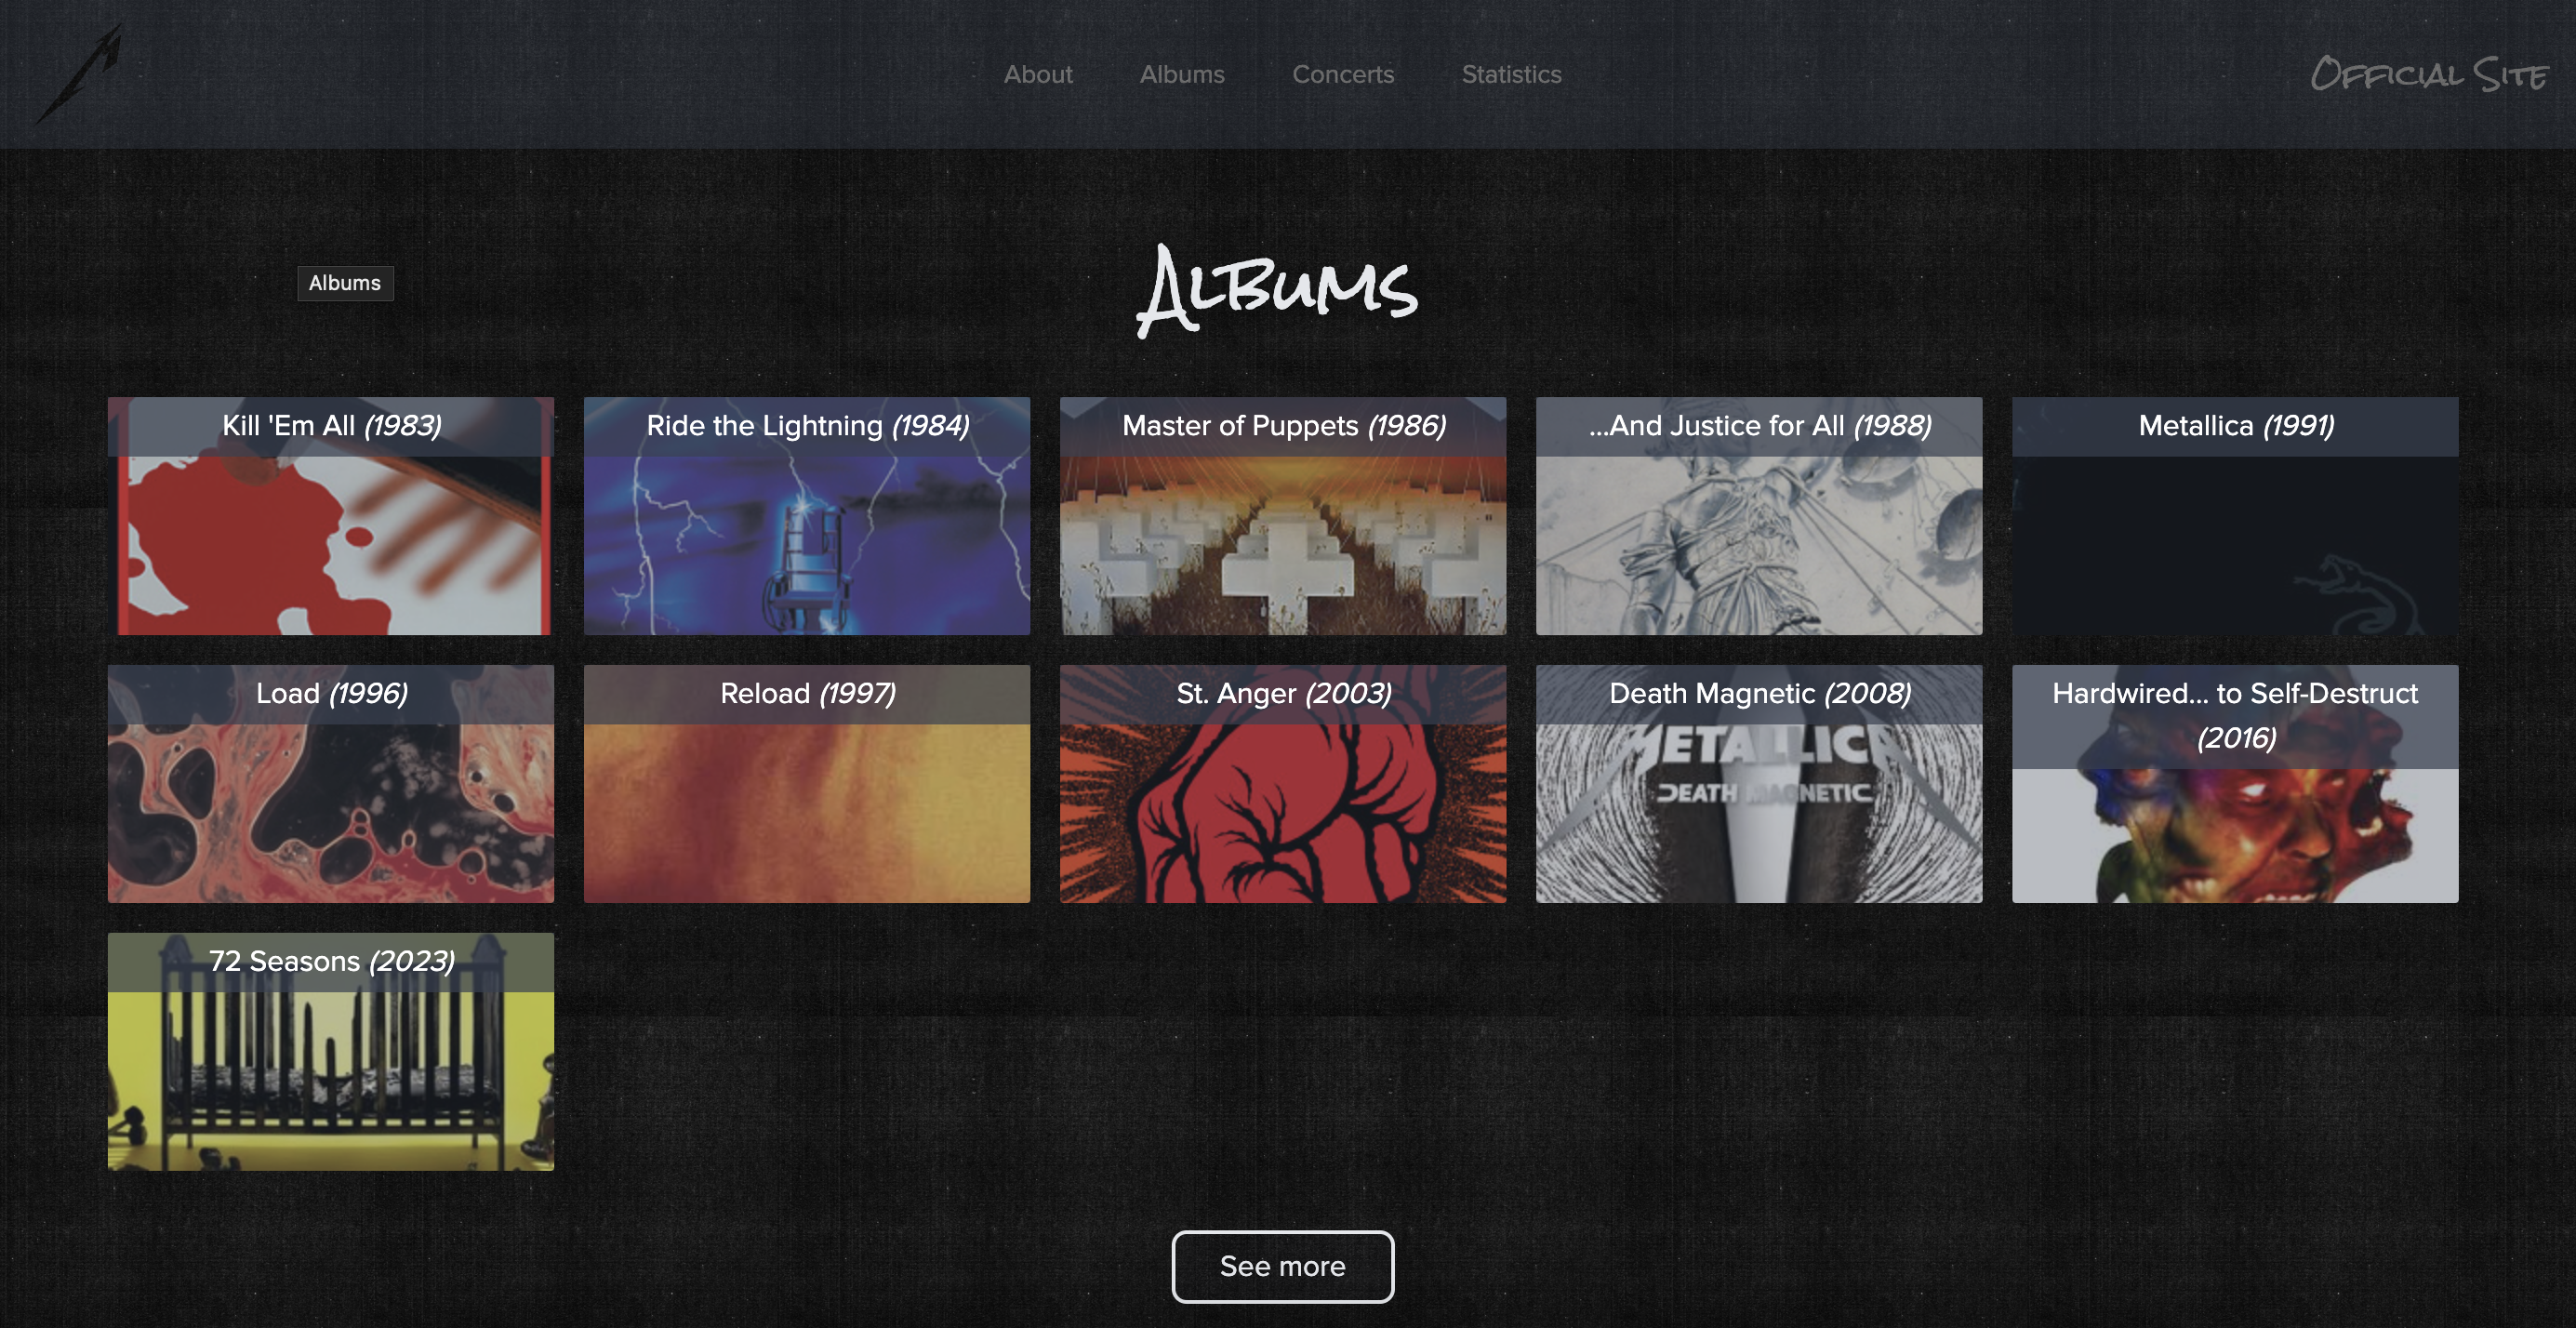 About
Albums
Concerts
Statistics
Official Site
Albums
Albums
Kill 'Em All (1983)
Ride the Lightning (1984)
Master of Puppets (1986)
...And Justice for All (1988)
Metallica (1991)
Load (1996)
Reload (1997)
St. Anger (2003)
Death Magnetic (2008)
METALLICA
DEATH MAGNETIC
Hardwired... to Self-Destruct
(2016)
72 Seasons (2023)
See more